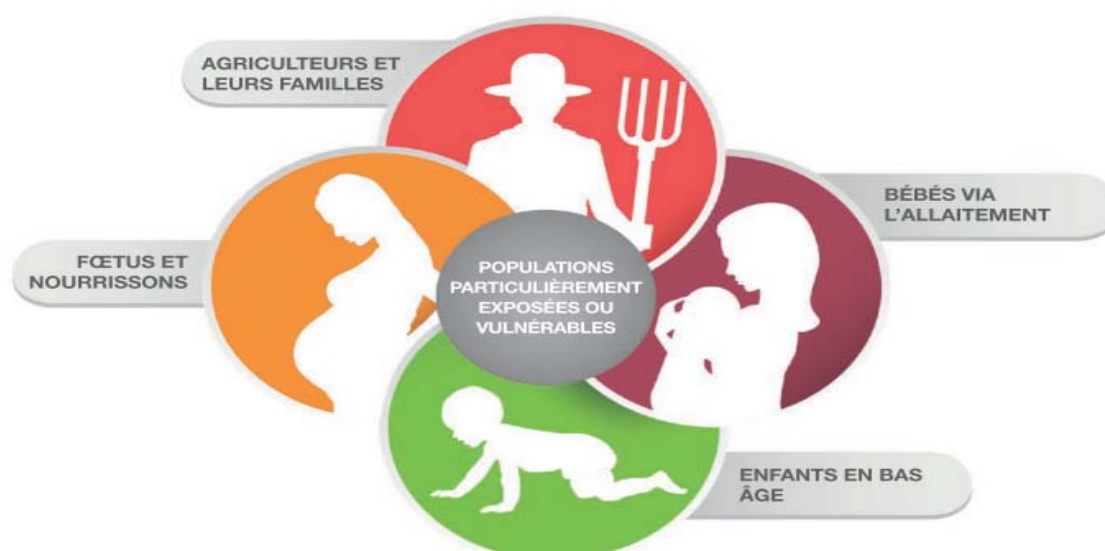 AGRICULTEURS ET
LEURS FAMILLES
BÉBÉS VIA
L'ALLAITEMENT
FŒTUS ET
NOURRISSONS
POPULATIONS
PARTICULIÈREMENT
EXPOSÉES OU
VULNÉRABLES
ENFANTS EN BAS
ÂGE